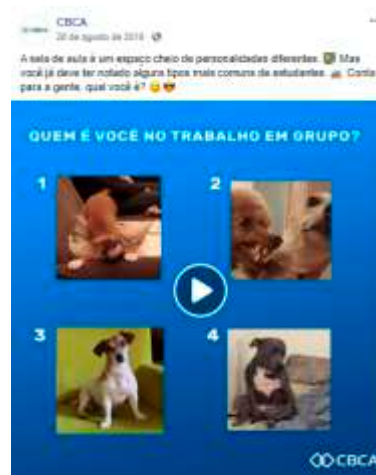 CBCA
20 de agosto de 2019
A sala de aula é um espaço cheio de personalidades diferentes. Mas
você já deve ter notado alguns tipos mais comuns de estudantes. Conta
para a gente, qual você é?
QUEM É VOCÊ NO TRABALHO EM GRUPO?
1 2
3 4
CBCA